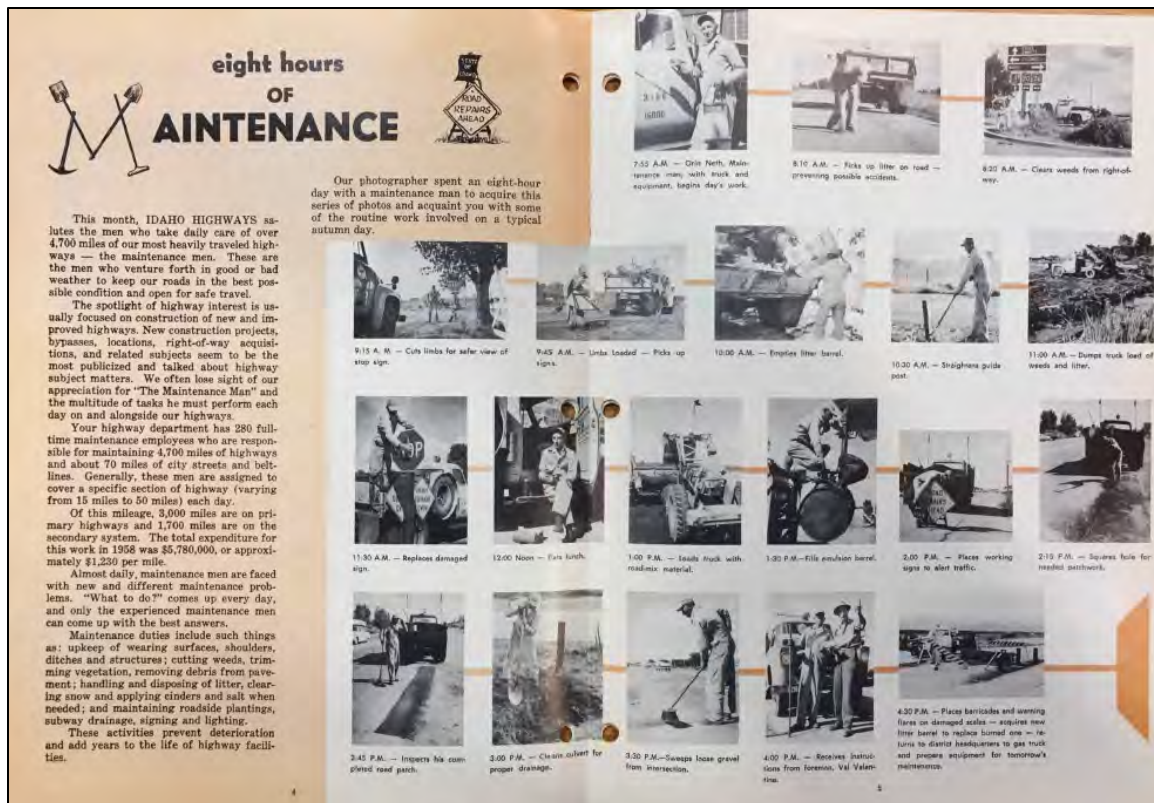 eight hours
OF
MAINTENANCE
STATE
OF
IDAHO
ROAD
REPAIRS
AHEAD
Our photographer spent an eight-hour
day with a maintenance man to acquire this
series of photos and acquaint you with some
of the routine work involved on a typical
autumn day.
This month, IDAHO HIGHWAYS sa-
lutes the men who take daily care of over
4,700 miles of our most heavily traveled high-
ways — the maintenance men. These are
the men who venture forth in good or bad
weather to keep our roads in the best pos-
sible condition and open for safe travel.
The spotlight of highway interest is us-
ually focused on construction of new and im-
proved highways. New construction projects,
bypasses, locations, right-of-way acquisi-
tions, and related subjects seem to be the
most publicized and talked about highway
subject matters. We often lose sight of our
appreciation for "The Maintenance Man" and
the multitude of tasks he must perform each
day on and alongside our highways.
Your highway department has 280 full-
time maintenance employees who are respon-
sible for maintaining 4,700 miles of highways
and about 70 miles of city streets and belt-
lines. Generally, these men are assigned to
cover a specific section of highway (varying
from 15 miles to 50 miles) each day.
Of this mileage, 3,000 miles are on pri-
mary highways and 1,700 miles are on the
secondary system. The total expenditure for
this work in 1958 was $5,780,000, or approxi-
mately $1,230 per mile.
Almost daily, maintenance men are faced
with new and different maintenance prob-
lems. "What to do?" comes up every day,
and only the experienced maintenance men
can come up with the best answers.
Maintenance duties include such things
as: upkeep of wearing surfaces, shoulders,
ditches and structures; cutting weeds, trim-
ming vegetation, removing debris from pave-
ment; handling and disposing of litter, clear-
ing snow and applying cinders and salt when
needed; and maintaining roadside plantings,
subway drainage, signing and lighting.
These activities prevent deterioration
and add years to the life of highway facili-
ties.
4
7:55 A.M. — Orin Neth, Main-
tenance man, with truck and
equipment, begins day's work.
8:10 A.M. — Picks up litter on road —
preventing possible accidents.
8:25 A.M. — Clears weeds from right-of-
way.
9:15 A. M. — Cuts limbs for safer view of
stop sign.
9:45 A.M. — Limbs Loaded — Picks up
signs.
10:00 A.M. — Empties litter barrel.
10:30 A.M. — Straightens guide
post.
11:00 A.M. — Dumps truck load of
weeds and litter.
11:30 A.M. — Replaces damaged
sign.
12:00 Noon — Eats lunch.
1:00 P.M. — Loads truck with
road-mix material.
1:30 P.M.—Fills emulsion barrel.
2:00 P.M. — Places working
signs to alert traffic.
2:15 P.M. — Squares hole for
needed patchwork.
2:45 P.M. — Inspects his com-
pleted road patch.
3:00 P.M. — Cleans culvert for
proper drainage.
3:30 P.M.—Sweeps loose gravel
from intersection.
4:00 P.M. — Receives instruc-
tions from foreman, Val Valen-
tine.
4:30 P.M. — Places barricades and warning
flares on damaged scales — acquires new
litter barrel to replace burned one — re-
turns to district headquarters to gas truck
and prepare equipment for tomorrow's
maintenance.
5